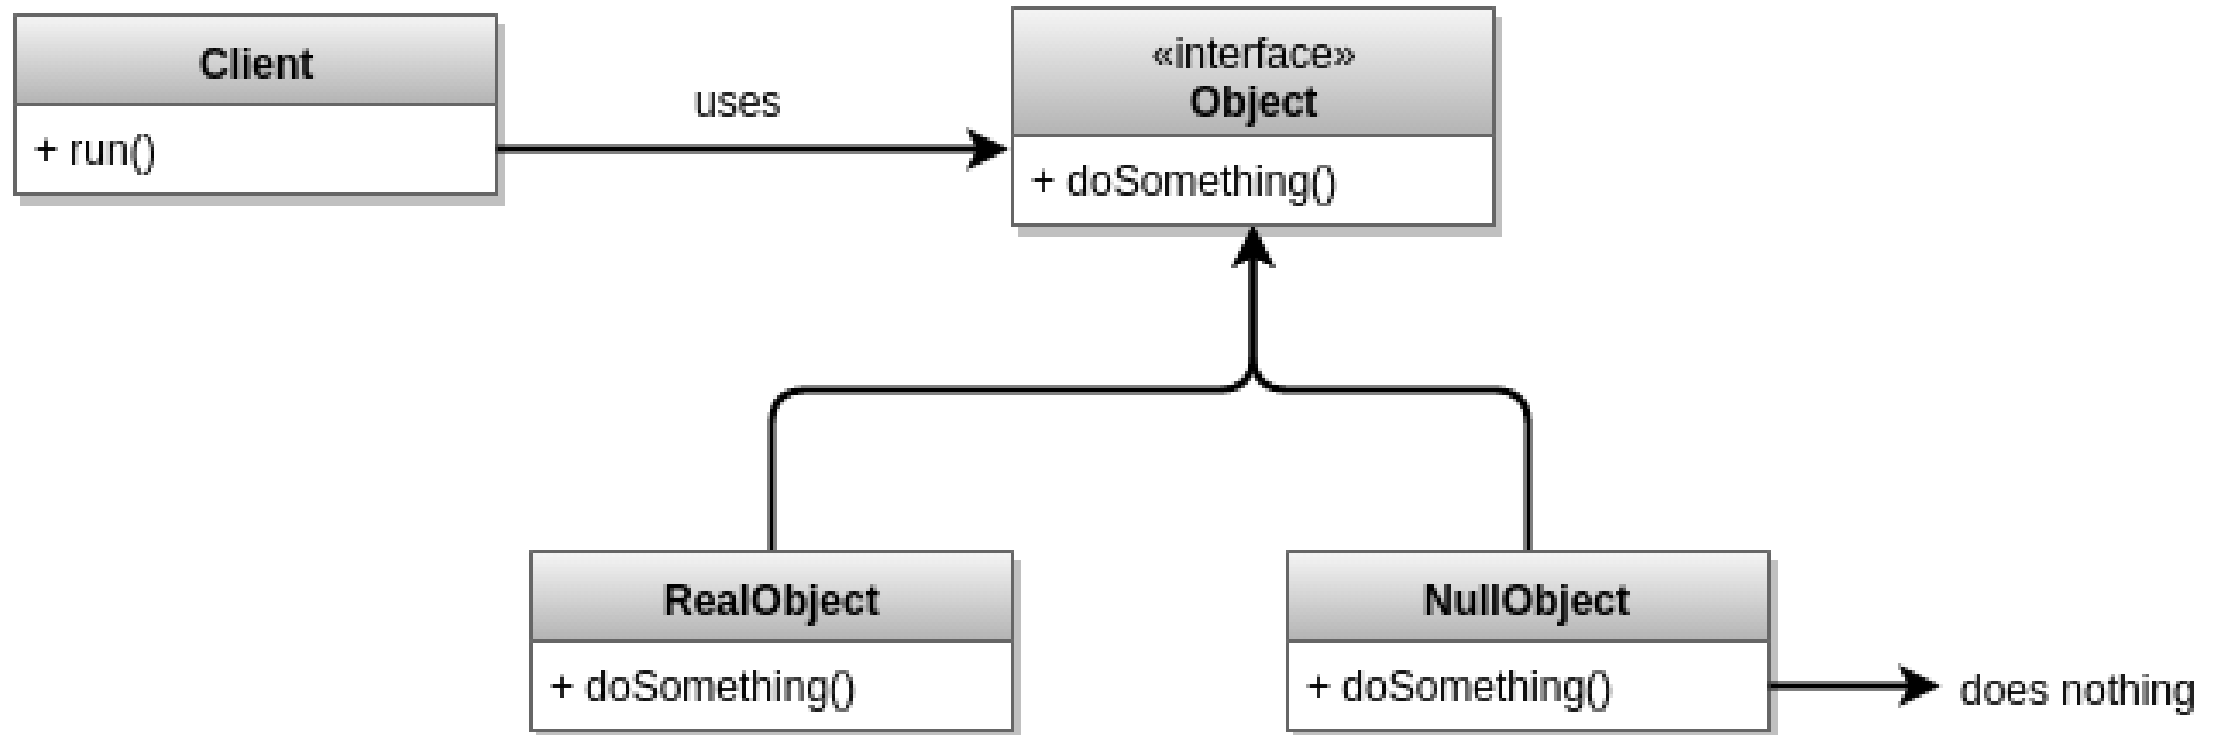 Client
+ run()
uses
«interface»
Object
+ doSomething()
RealObject
+ doSomething()
NullObject
+ doSomething()
does nothing